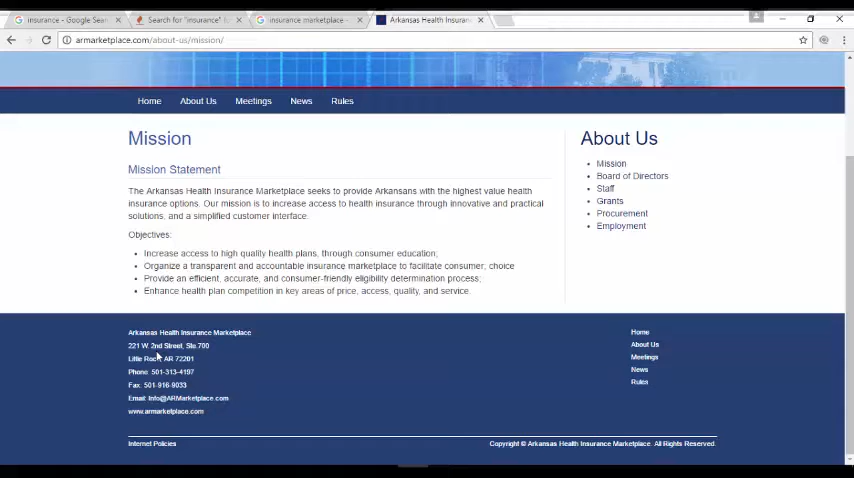 insurance - Google Sear
Search for "insurance" fo
insurance marketplace -
Arkansas Health Insuran
armarketplace.com/about-us/mission/
Home
About Us
Meetings
News
Rules
Mission
Mission Statement
The Arkansas Health Insurance Marketplace seeks to provide Arkansans with the highest value health
insurance options. Our mission is to increase access to health insurance through innovative and practical
solutions, and a simplified customer interface.
Objectives:
• Increase access to high quality health plans, through consumer education;
• Organize a transparent and accountable insurance marketplace to facilitate consumer; choice
• Provide an efficient, accurate, and consumer-friendly eligibility determination process;
• Enhance health plan competition in key areas of price, access, quality, and service.
About Us
• Mission
• Board of Directors
• Staff
• Grants
• Procurement
• Employment
Arkansas Health Insurance Marketplace
221 W. 2nd Street, Ste.700
Little Rock, AR 72201
Phone: 501-313-4197
Fax: 501-916-9033
Email: Info@ARMarketplace.com
www.armarketplace.com
Home
About Us
Meetings
News
Rules
Internet Policies
Copyright © Arkansas Health Insurance Marketplace. All Rights Reserved.